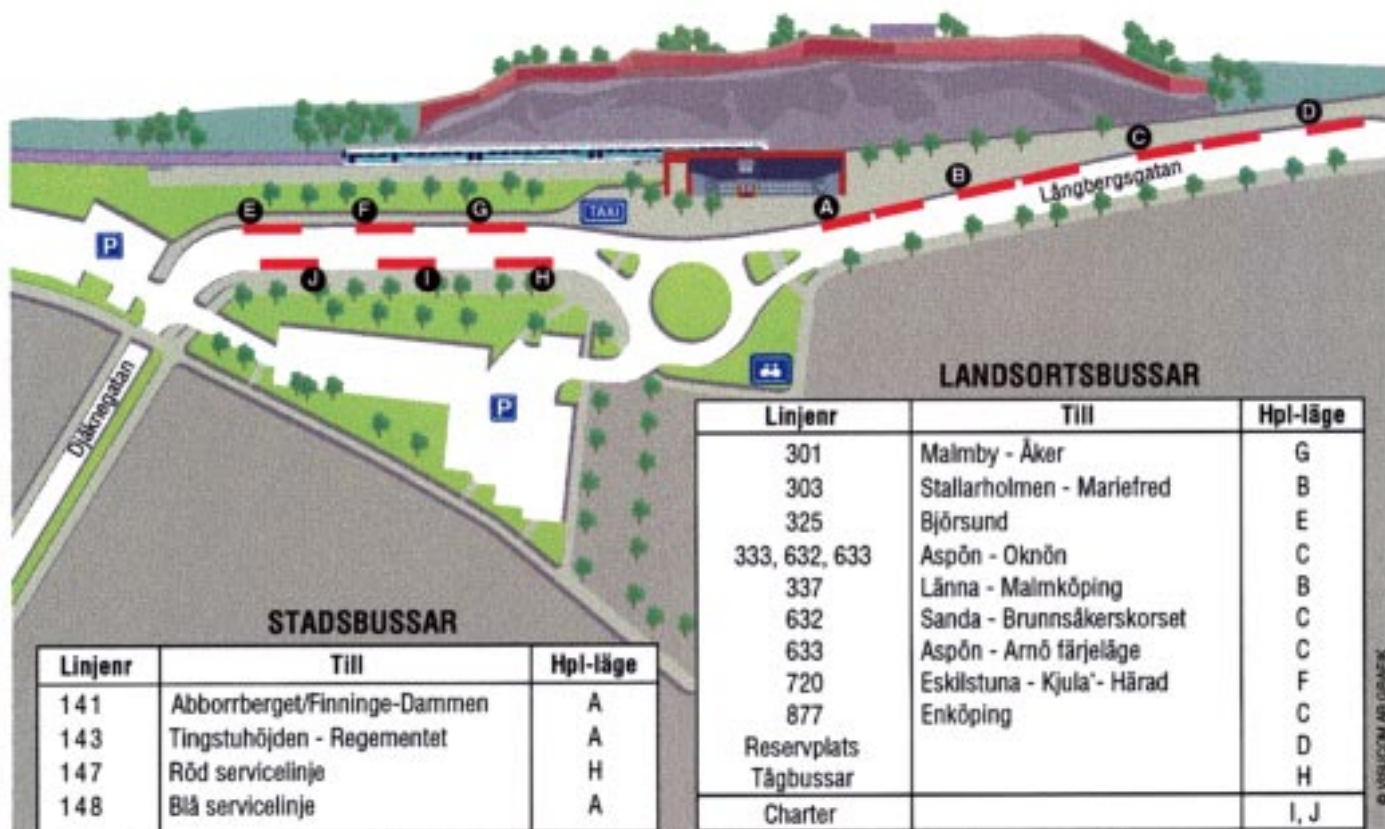 D
C
B
A
Långbergsgatan
E
F
G
TAXI
P
J
I
H
Djäknegatan
P
LANDSORTSBUSSAR
Linjenr Till Hpl-läge
301 Malmby - Åker G
303 Stallarholmen - Mariefred B
325 Björsund E
333, 632, 633 Aspön - Oknön C
337 Länna - Malmköping B
632 Sanda - Brunnsåkerskorset C
633 Aspön - Arnö färjeläge C
720 Eskilstuna - Kjula - Härad F
877 Enköping C
Reservplats D
Tågbussar H
Charter I, J
STADSBUSSAR
Linjenr Till Hpl-läge
141 Abborrberget/Finninge-Dammen A
143 Tingstuhöjden - Regementet A
147 Röd servicelinje H
148 Blå servicelinje A